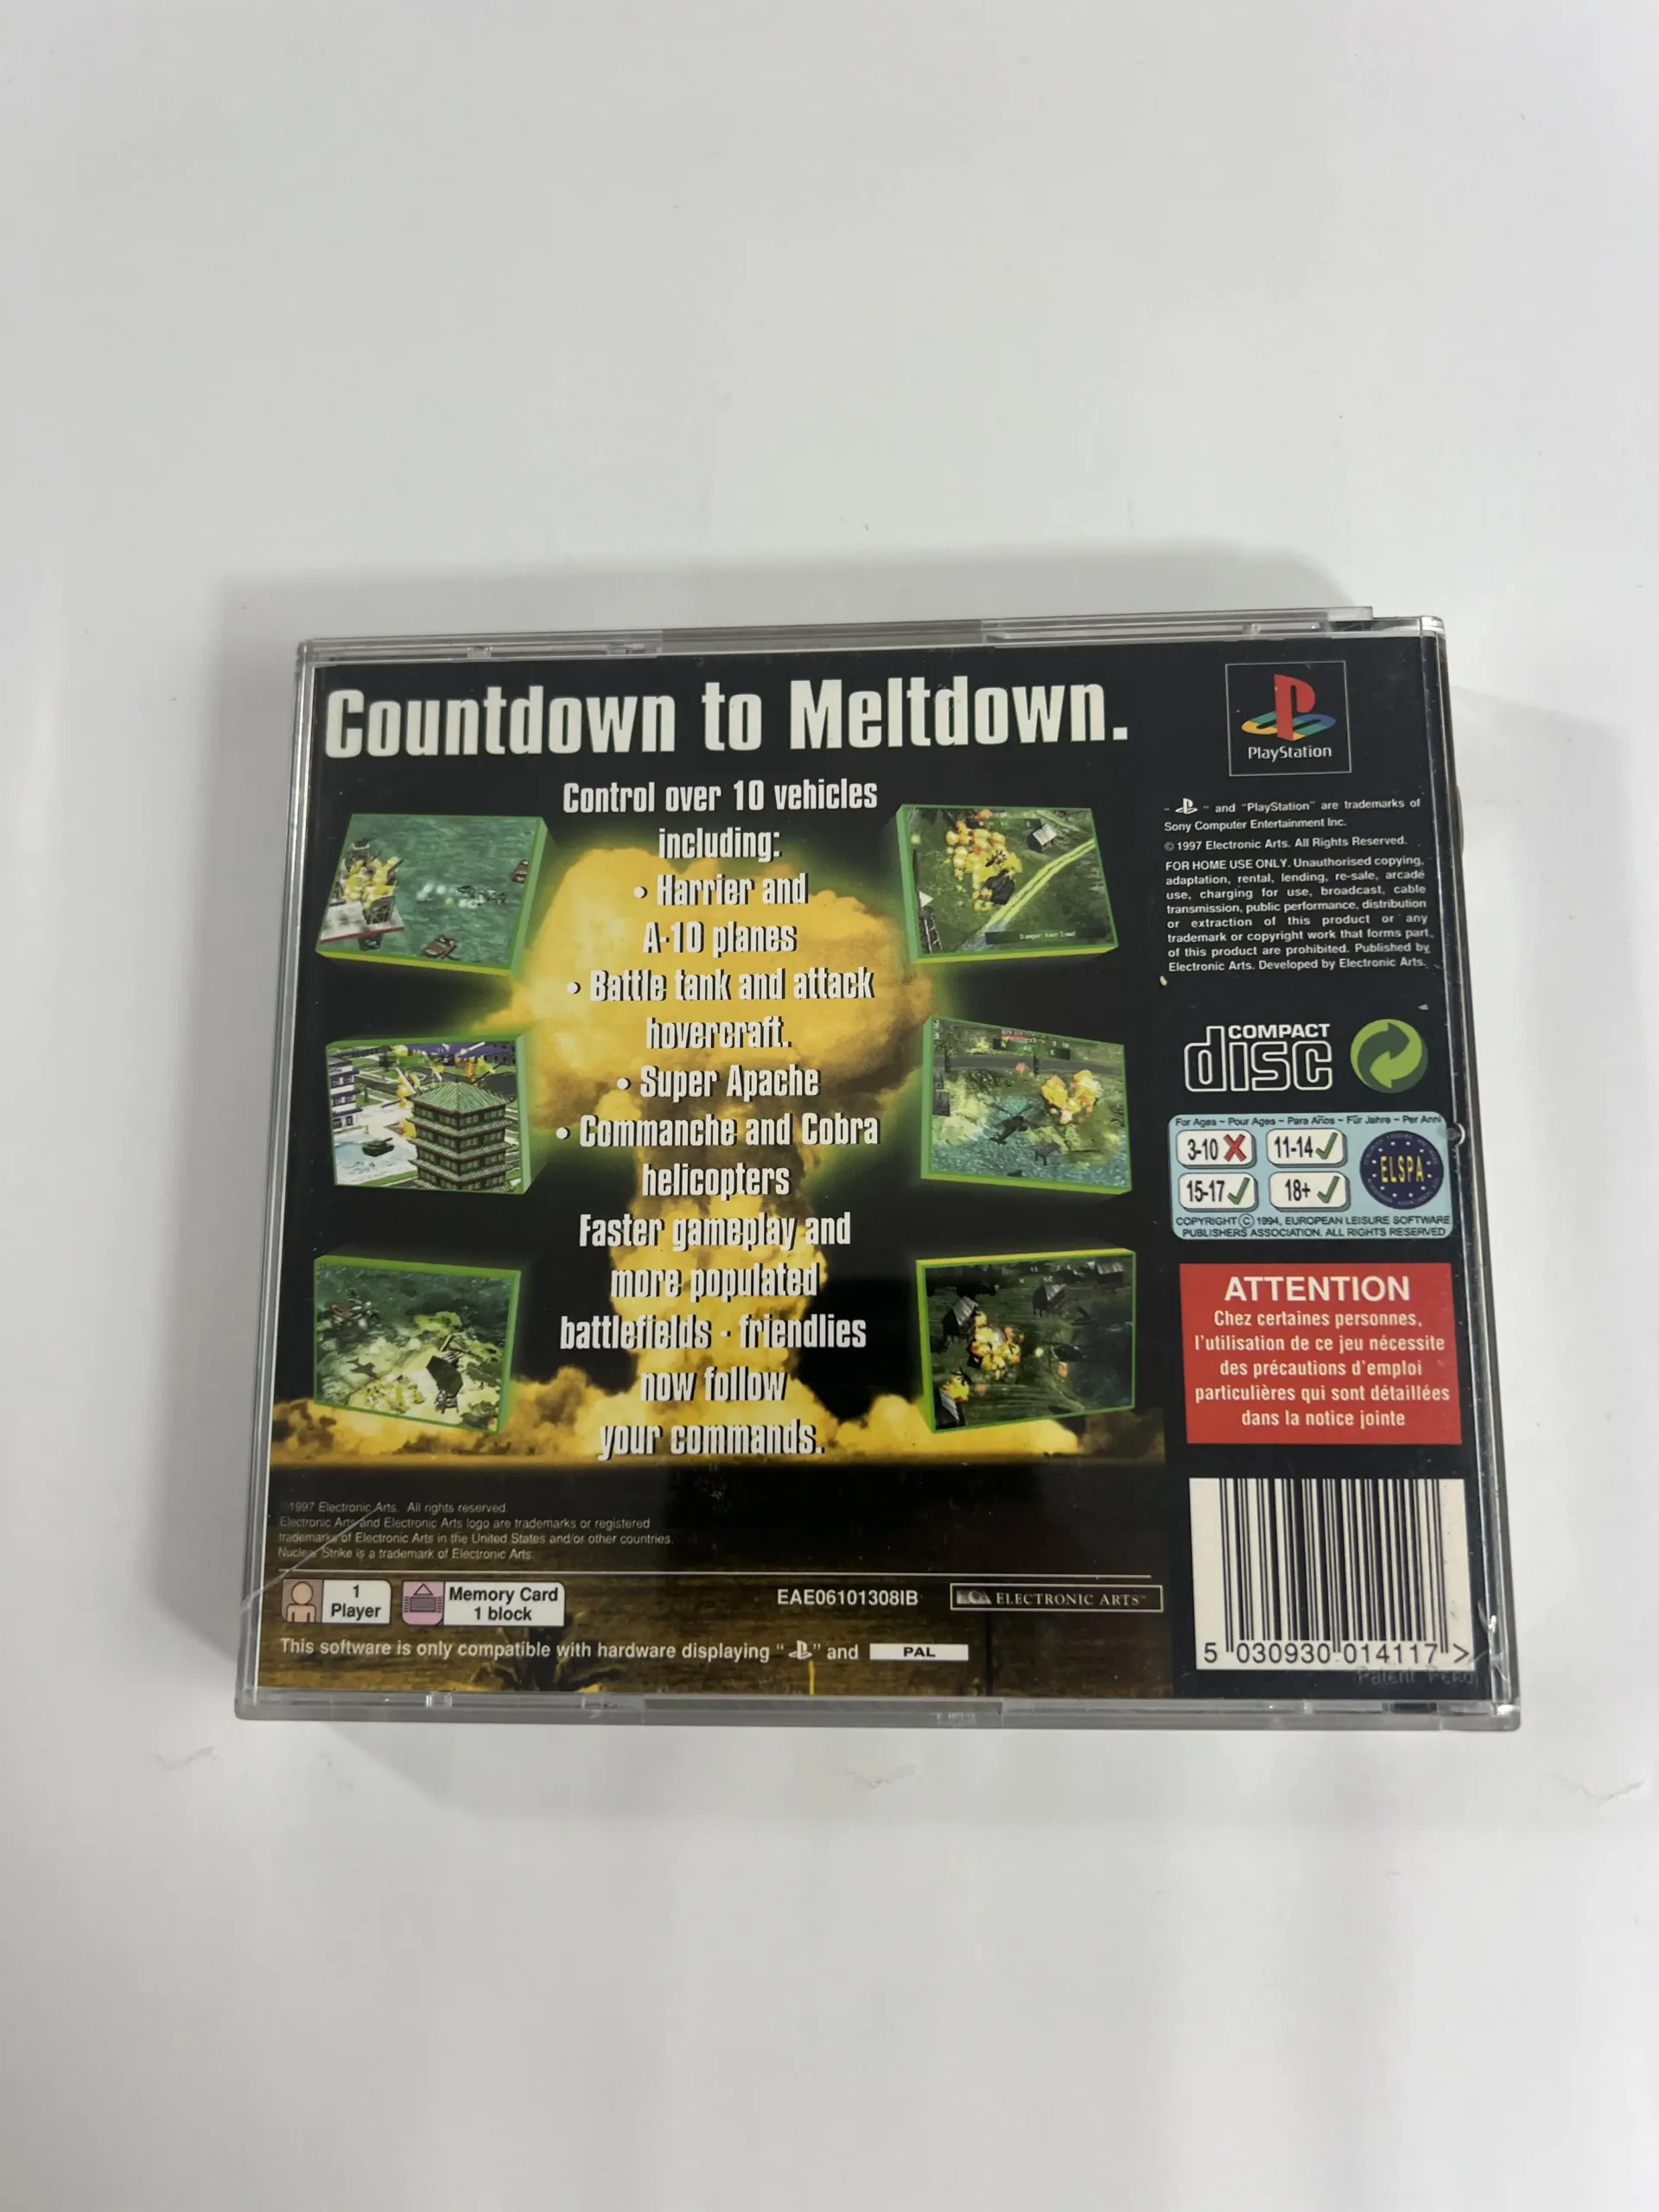 Countdown to Meltdown.
Control over 10 vehicles
including:
• Harrier and
A-10 planes
• Battle tank and attack
hovercraft.
• Super Apache
• Commanche and Cobra
helicopters
Faster gameplay and
more populated
battlefields - friendlies
now follow
your commands.
©1997 Electronic Arts. All rights reserved.
Electronic Arts and Electronic Arts logo are trademarks or registered
trademarks of Electronic Arts in the United States and/or other countries.
Nuclear Strike is a trademark of Electronic Arts.
1
Player
Memory Card
1 block
EAE06101308IB
ELECTRONIC ARTS™
This software is only compatible with hardware displaying " " and PAL
PlayStation
" " and "PlayStation" are trademarks of
Sony Computer Entertainment Inc.
© 1997 Electronic Arts. All Rights Reserved.
FOR HOME USE ONLY. Unauthorised copying,
adaptation, rental, lending, re-sale, arcade
use, charging for use, broadcast, cable
transmission, public performance, distribution
or extraction of this product or any
trademark or copyright work that forms part
of this product are prohibited. Published by
Electronic Arts. Developed by Electronic Arts.
COMPACT
disc
For Ages ~ Pour Ages ~ Para Años ~ Für Jahre ~ Per Anni
3-10 11-14
15-17 18+
ELSPA
COPYRIGHT © 1994, EUROPEAN LEISURE SOFTWARE
PUBLISHERS ASSOCIATION. ALL RIGHTS RESERVED
ATTENTION
Chez certaines personnes,
l'utilisation de ce jeu nécessite
des précautions d'emploi
particulières qui sont détaillées
dans la notice jointe
5 030930 014117 >